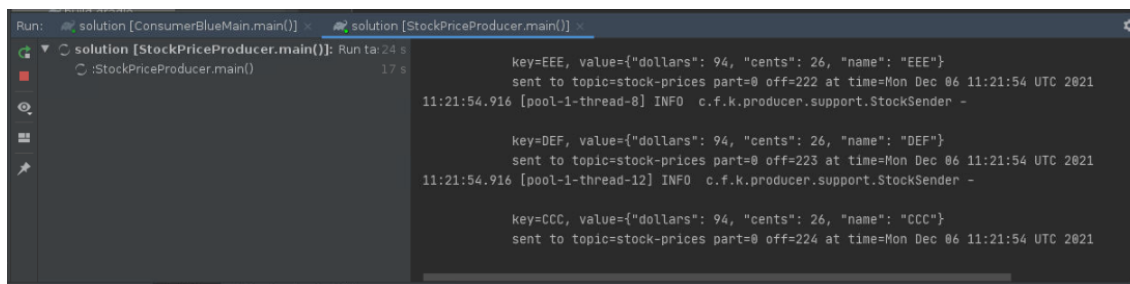 Run: solution [ConsumerBlueMain.main()] × solution [StockPriceProducer.main()] ×
solution [StockPriceProducer.main()]: Run ta: 24 s
:StockPriceProducer.main() 17 s
key=EEE, value={"dollars": 94, "cents": 26, "name": "EEE"}
sent to topic=stock-prices part=0 off=222 at time=Mon Dec 06 11:21:54 UTC 2021
11:21:54.916 [pool-1-thread-8] INFO c.f.k.producer.support.StockSender -
key=DEF, value={"dollars": 94, "cents": 26, "name": "DEF"}
sent to topic=stock-prices part=0 off=223 at time=Mon Dec 06 11:21:54 UTC 2021
11:21:54.916 [pool-1-thread-12] INFO c.f.k.producer.support.StockSender -
key=CCC, value={"dollars": 94, "cents": 26, "name": "CCC"}
sent to topic=stock-prices part=0 off=224 at time=Mon Dec 06 11:21:54 UTC 2021